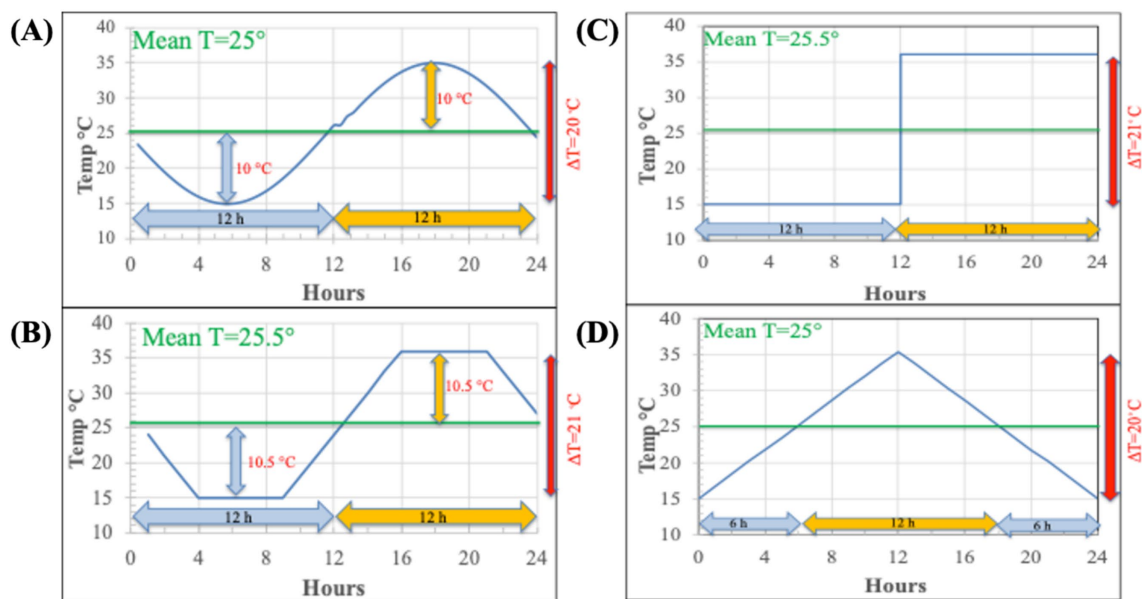 (A)
Mean T=25°
40
35
30
25
20
15
10
Temp °C
10 °C
10 °C
12 h
12 h
ΔT=20 °C
0
4
8
12
16
20
24
Hours
(C)
Mean T=25.5°
40
35
30
25
20
15
10
Temp °C
12 h
12 h
ΔT=21°C
0
4
8
12
16
20
24
Hours
(B)
Mean T=25.5°
40
35
30
25
20
15
10
Temp °C
10.5 °C
10.5 °C
12 h
12 h
ΔT=21 °C
0
4
8
12
16
20
24
Hours
(D)
Mean T=25°
40
35
30
25
20
15
10
Temp °C
6 h
12 h
6 h
ΔT=20°C
0
4
8
12
16
20
24
Hours